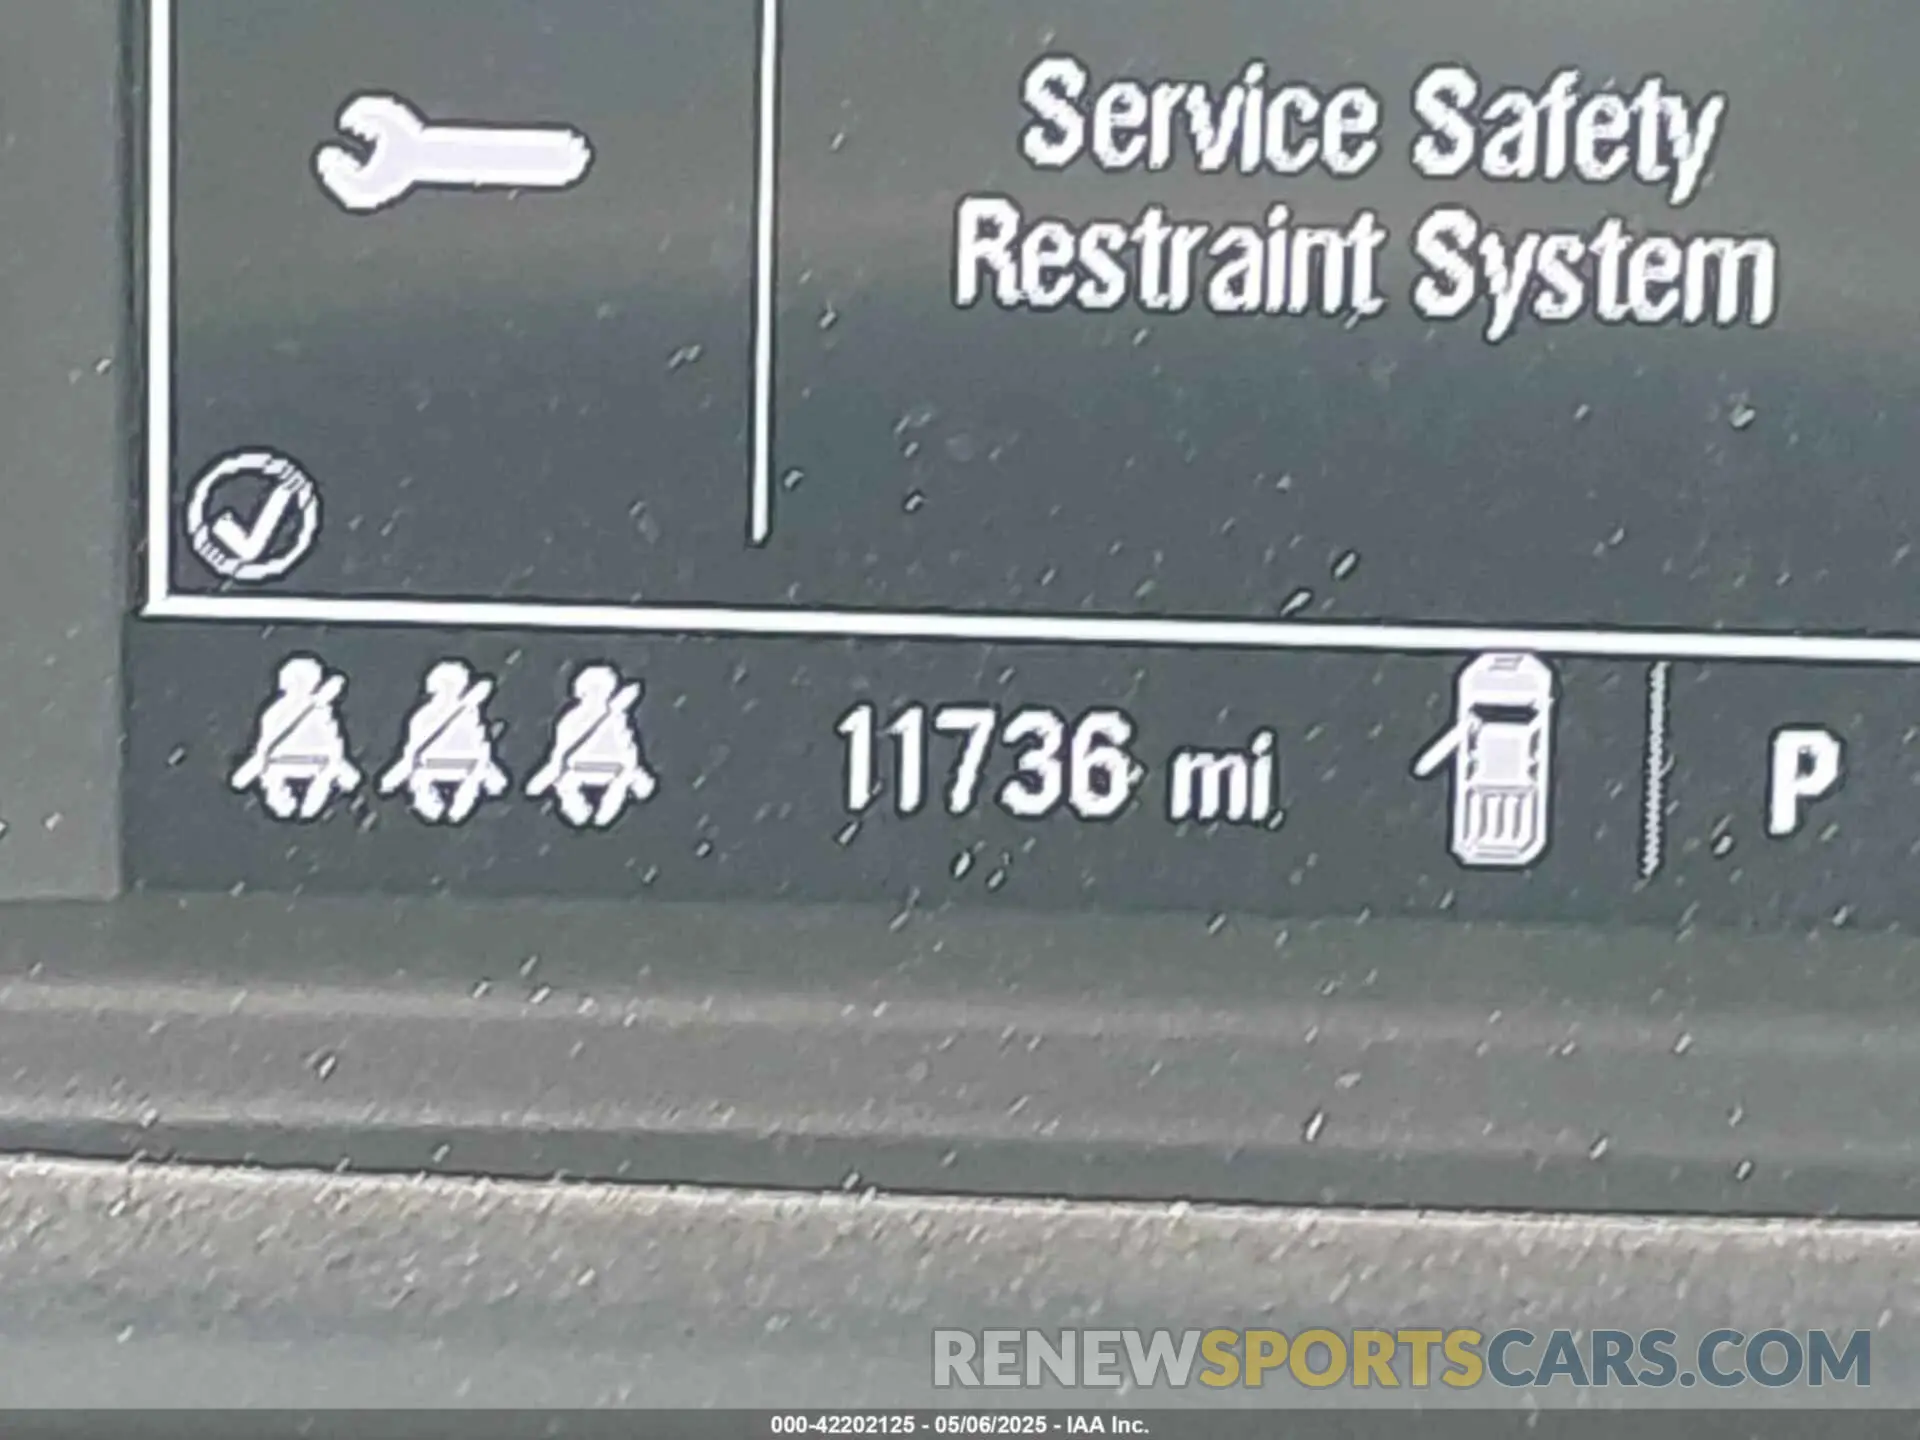 Service Safety
Restraint System
11736 mi
P
RENEWSPORTSCARS.COM
000-42202125 - 05/06/2025 - IAA Inc.